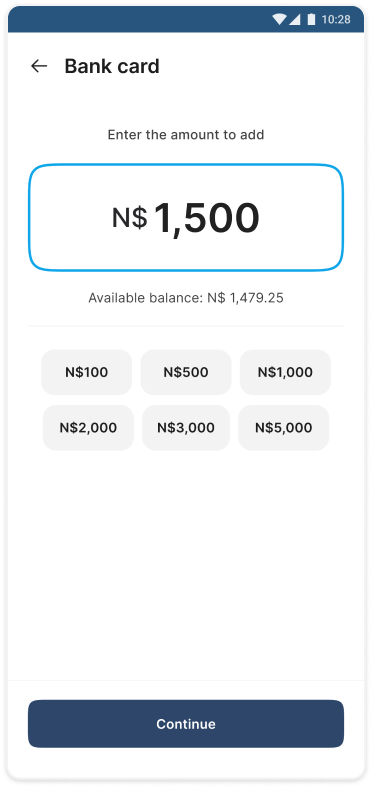 10:28
Bank card
Enter the amount to add
N$ 1,500
Available balance: N$ 1,479.25
N$100 N$500 N$1,000
N$2,000 N$3,000 N$5,000
Continue